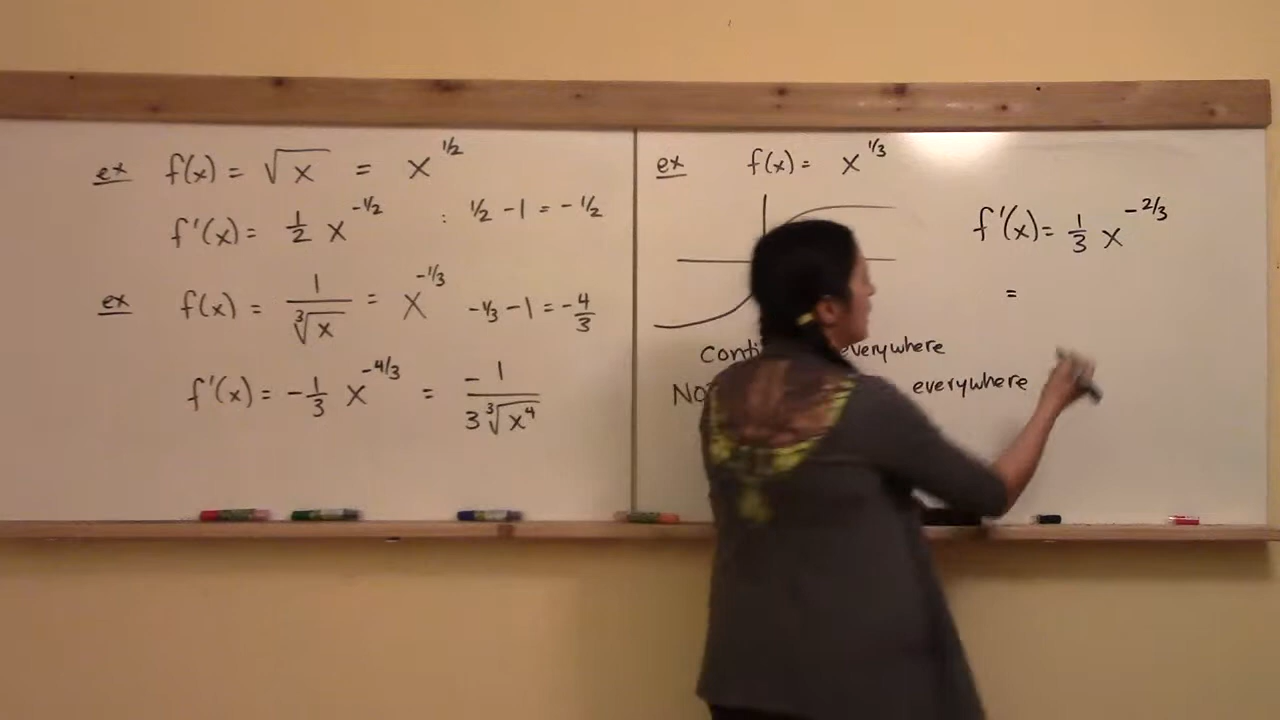 ex f(x) = √x = x^1/2
f'(x) = 1/2 x^-1/2 : 1/2 - 1 = -1/2
ex f(x) = 1/∛x = x^-1/3 -1/3 - 1 = -4/3
f'(x) = -1/3 x^-4/3 = -1/3∛x^4
ex f(x) = x^1/3
f'(x) = 1/3 x^-2/3
=
everywhere
everywhere